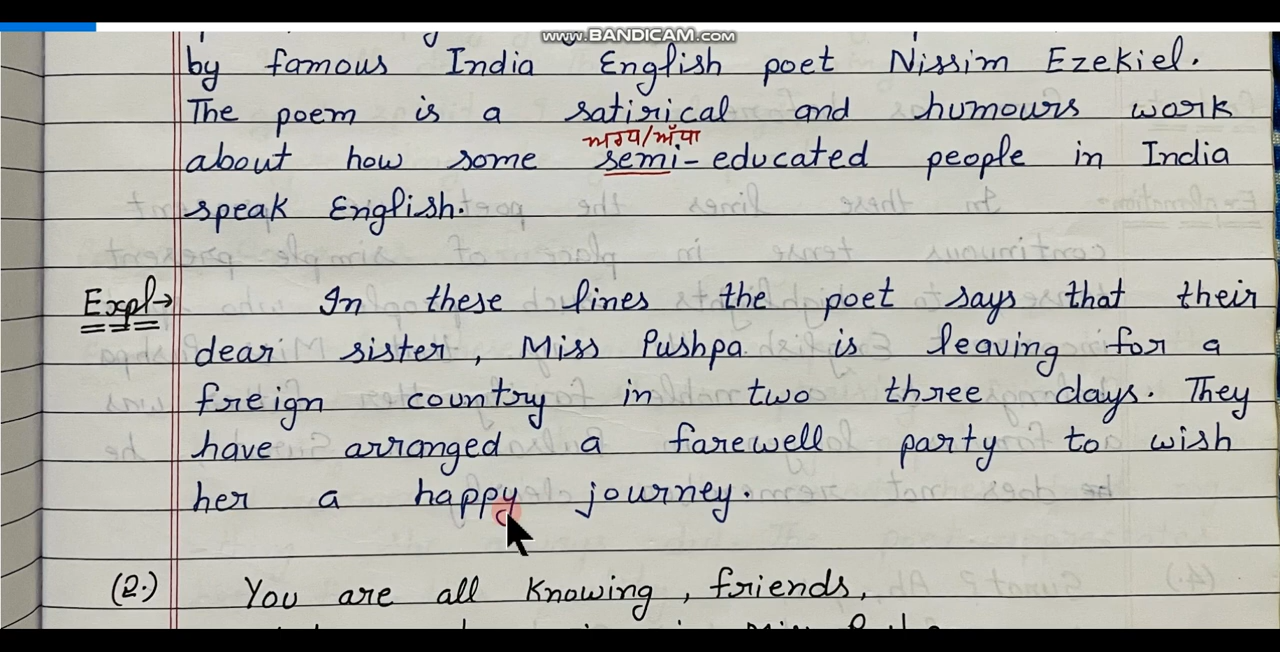 www.BANDICAM.com
by famous India English poet Nissim Ezekiel.
The poem is a satirical and humours work
ਅਰਧ/ਅੱਧਾ
about how some semi-educated people in India
speak English.
Expl→ In these lines the poet says that their
dear sister, Miss Pushpa is leaving for a
freign country in two three days. They
have arranged a farewell party to wish
her a happy journey.
(2.) You are all knowing, friends,